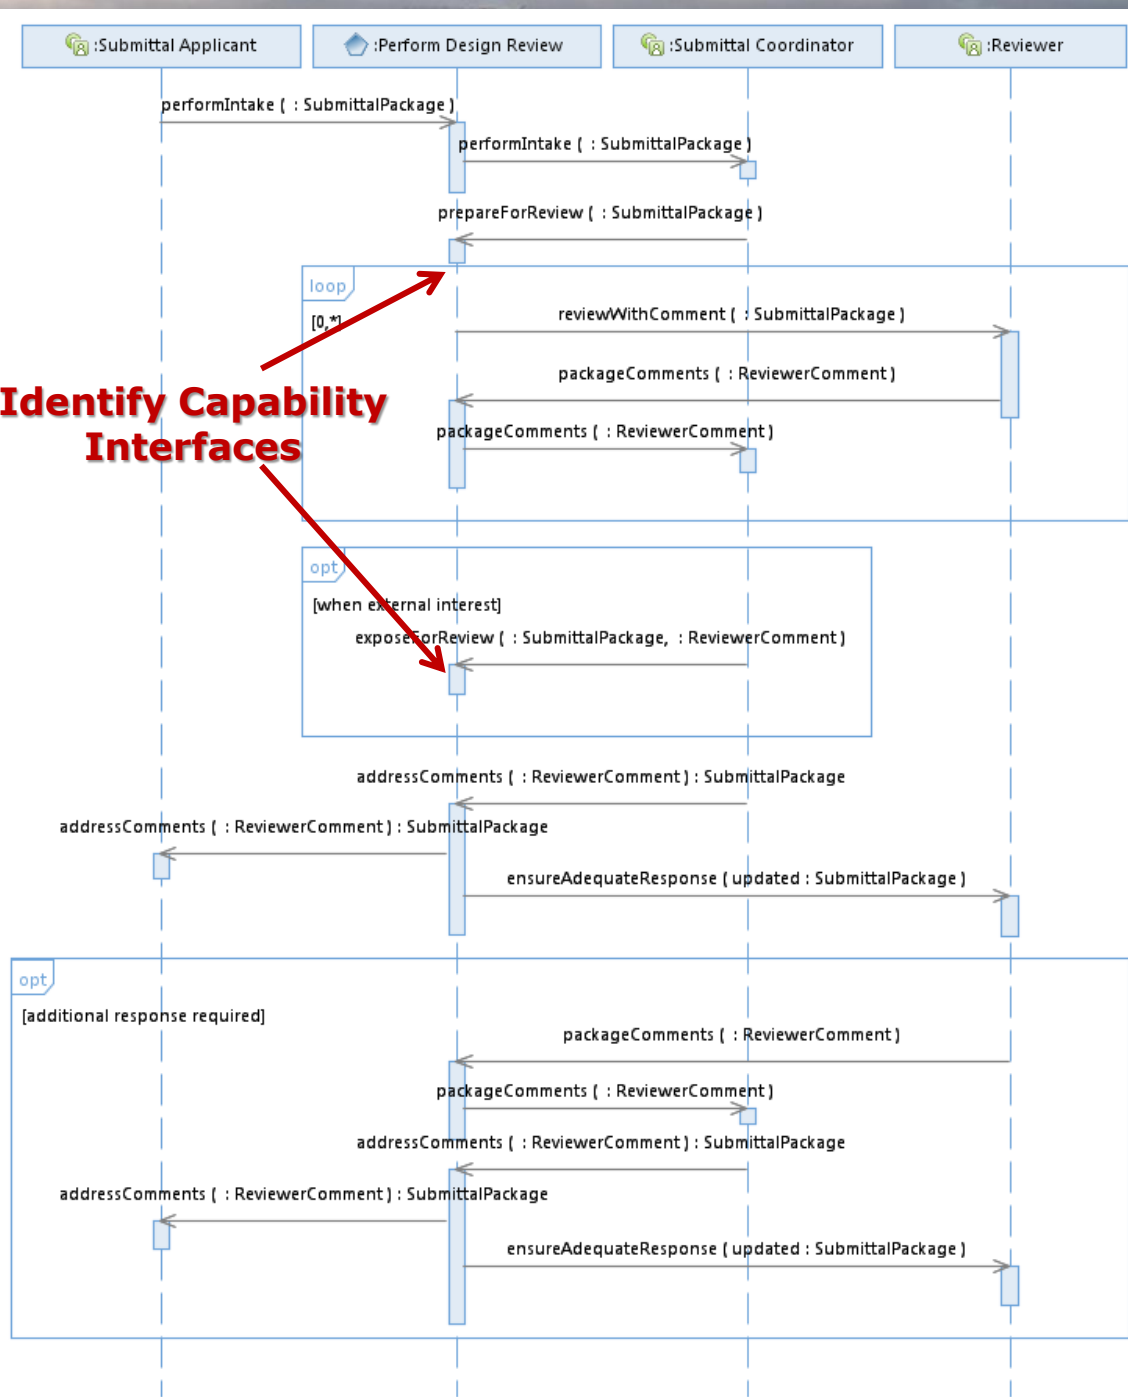 :Submittal Applicant
:Perform Design Review
:Submittal Coordinator
:Reviewer
performIntake ( : SubmittalPackage )
performIntake ( : SubmittalPackage )
prepareForReview ( : SubmittalPackage )
loop
[0,*]
reviewWithComment ( : SubmittalPackage )
packageComments ( : ReviewerComment )
Identify Capability
Interfaces
packageComments ( : ReviewerComment )
opt
[when external interest]
exposeForReview ( : SubmittalPackage, : ReviewerComment )
addressComments ( : ReviewerComment ) : SubmittalPackage
addressComments ( : ReviewerComment ) : SubmittalPackage
ensureAdequateResponse ( updated : SubmittalPackage )
opt
[additional response required]
packageComments ( : ReviewerComment )
packageComments ( : ReviewerComment )
addressComments ( : ReviewerComment ) : SubmittalPackage
addressComments ( : ReviewerComment ) : SubmittalPackage
ensureAdequateResponse ( updated : SubmittalPackage )